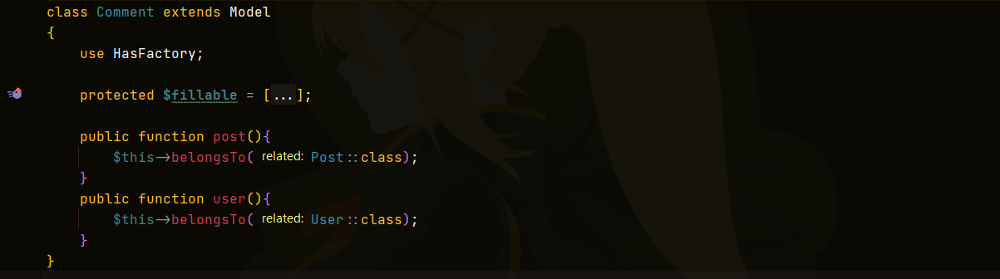 class Comment extends Model
{
use HasFactory;
protected $fillable = [...];
public function post(){
$this->belongsTo( related: Post::class);
}
public function user(){
$this->belongsTo( related: User::class);
}
}